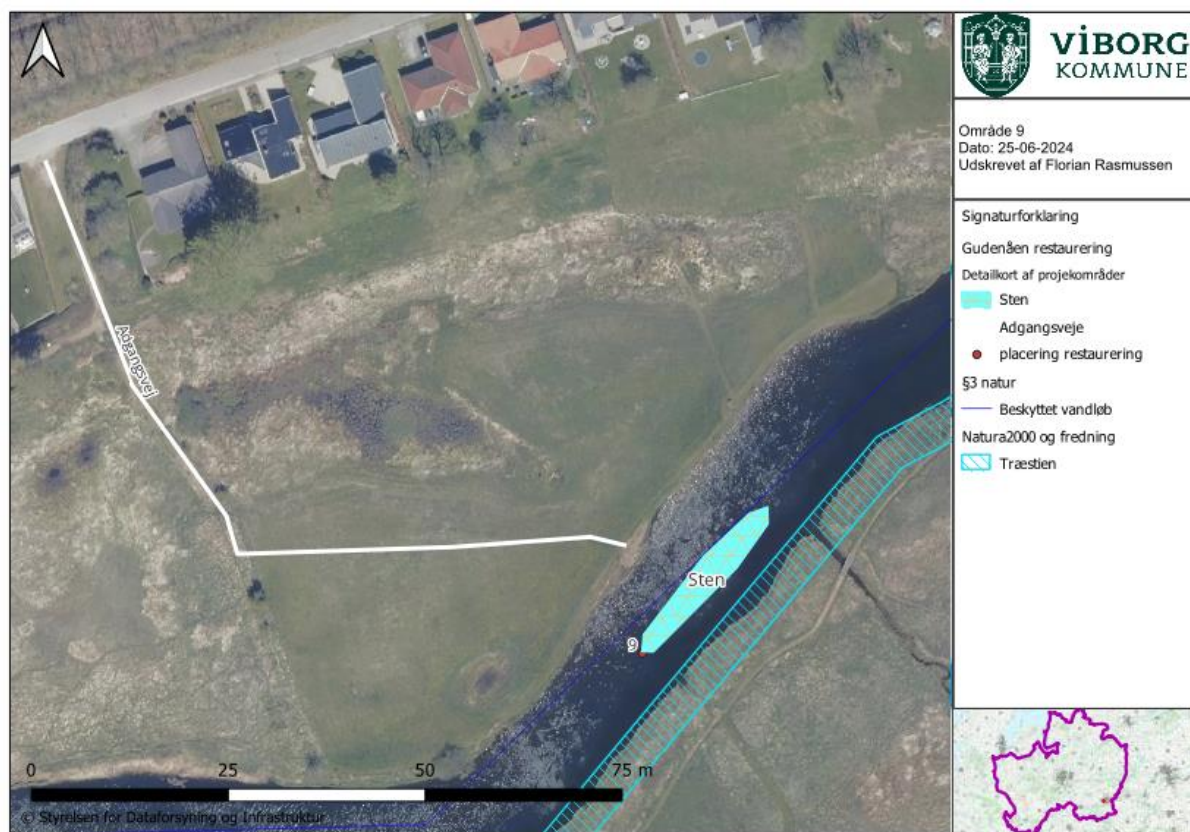 VIBORG
KOMMUNE
Område 9
Dato: 25-06-2024
Udskrevet af Florian Rasmussen
Signaturforklaring
Gudenåen restaurering
Detailkort af projekområder
Sten
Adgangsveje
placering restaurering
§3 natur
Beskyttet vandløb
Natura2000 og fredning
Træstien
Adgangsvej
Sten
9
0 25 50 75 m
© Styrelsen for Dataforsyning og Infrastruktur